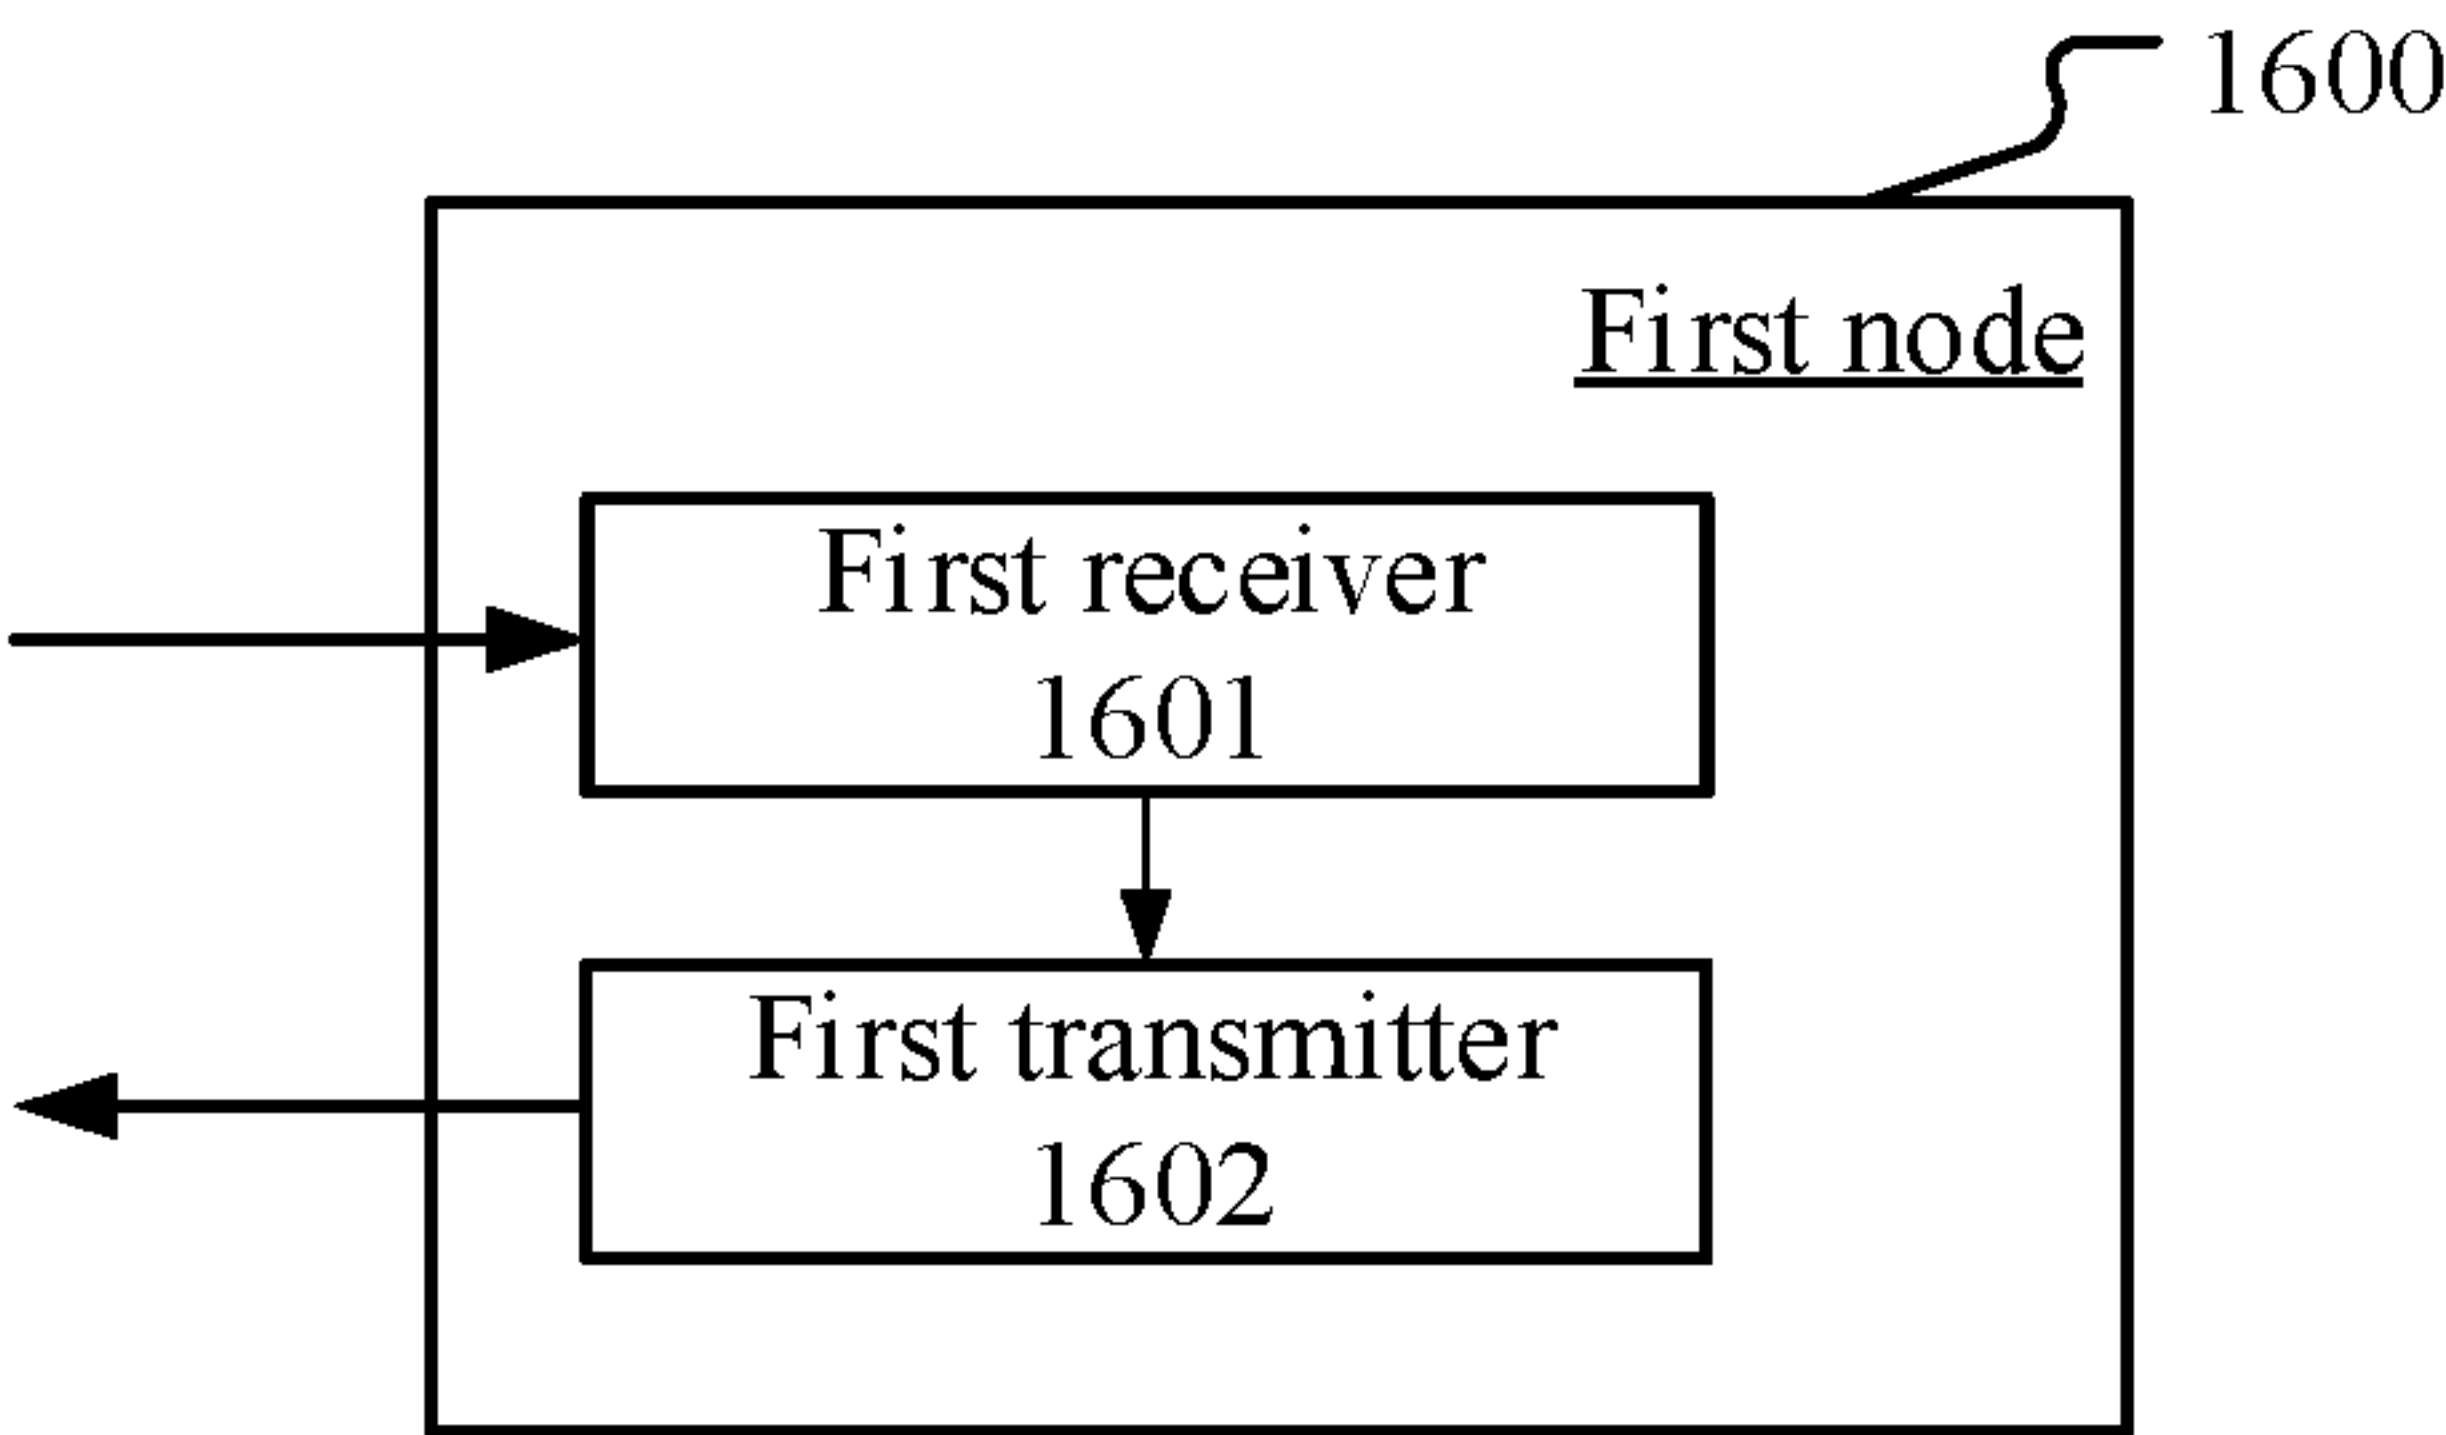 1600
First node
First receiver
1601
First transmitter
1602